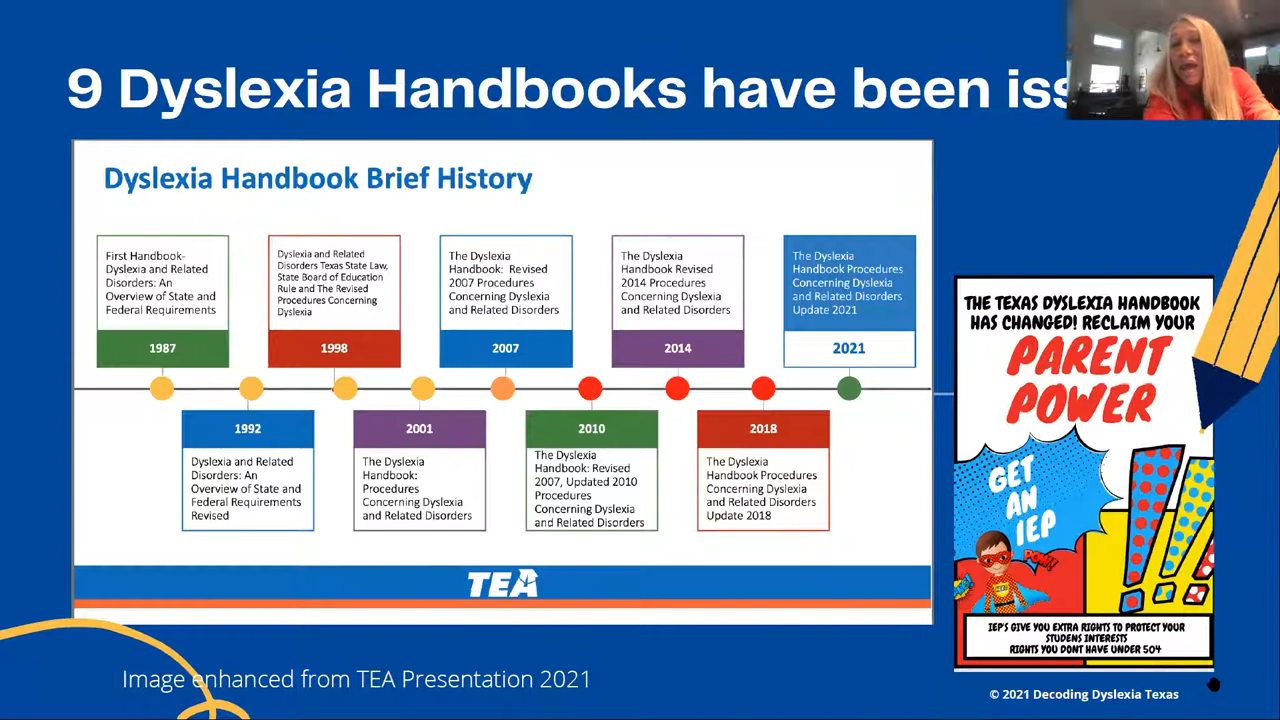 9 Dyslexia Handbooks have been iss
Dyslexia Handbook Brief History
First Handbook-
Dyslexia and Related
Disorders: An
Overview of State and
Federal Requirements
1987
Dyslexia and Related
Disorders Texas State Law,
State Board of Education
Rule and The Revised
Procedures Concerning
Dyslexia
1998
The Dyslexia
Handbook: Revised
2007 Procedures
Concerning Dyslexia
and Related Disorders
2007
The Dyslexia
Handbook Revised
2014 Procedures
Concerning Dyslexia
and Related Disorders
2014
The Dyslexia
Handbook Procedures
Concerning Dyslexia
and Related Disorders
Update 2021
2021
1992
Dyslexia and Related
Disorders: An
Overview of State and
Federal Requirements
Revised
2001
The Dyslexia
Handbook:
Procedures
Concerning Dyslexia
and Related Disorders
2010
The Dyslexia
Handbook: Revised
2007, Updated 2010
Procedures
Concerning Dyslexia
and Related Disorders
2018
The Dyslexia
Handbook Procedures
Concerning Dyslexia
and Related Disorders
Update 2018
TEA
THE TEXAS DYSLEXIA HANDBOOK
HAS CHANGED! RECLAIM YOUR
PARENT
POWER
GET
AN
IEP
POW!!
IEP'S GIVE YOU EXTRA RIGHTS TO PROTECT YOUR
STUDENS INTERESTS
RIGHTS YOU DONT HAVE UNDER 504
Image enhanced from TEA Presentation 2021
© 2021 Decoding Dyslexia Texas